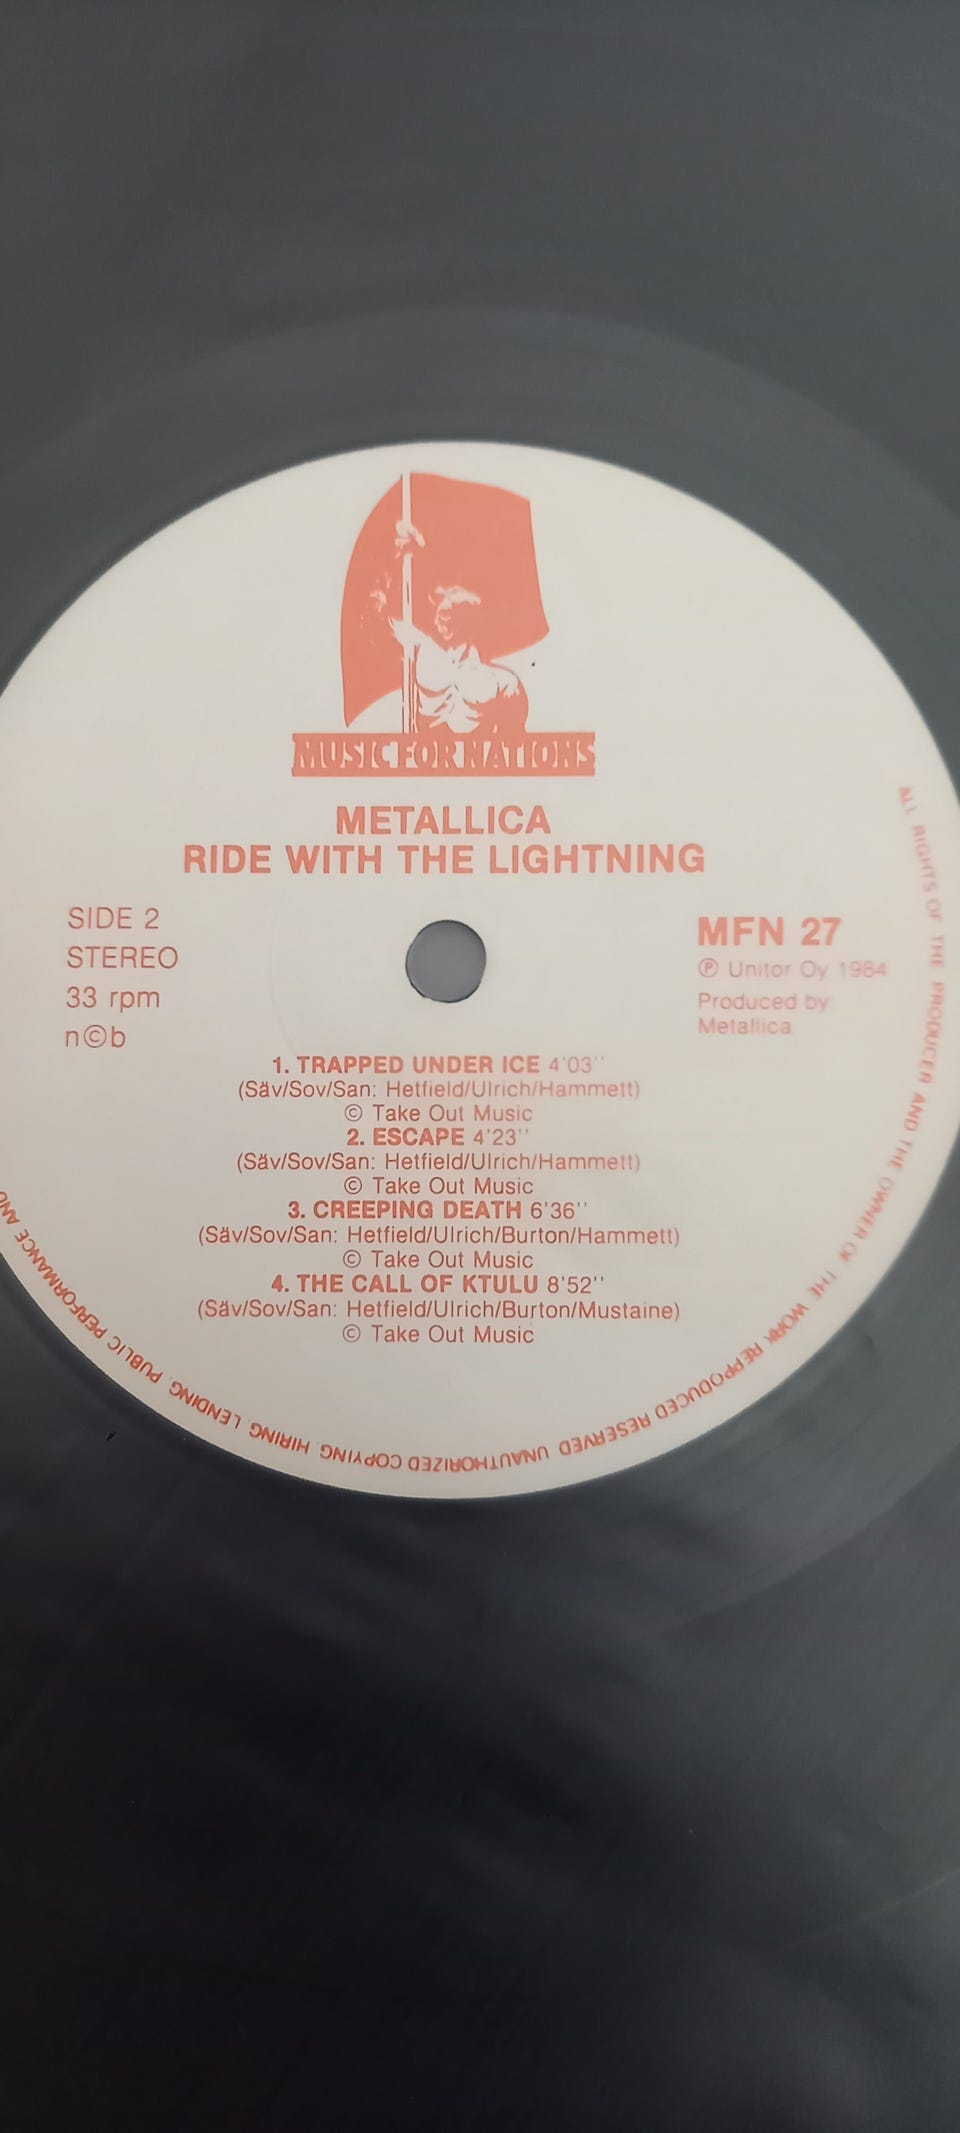 MUSIC FOR NATIONS
METALLICA
RIDE WITH THE LIGHTNING
SIDE 2
STEREO
33 rpm
n©b
MFN 27
Ⓟ Unitor Oy 1984
Produced by
Metallica
1. TRAPPED UNDER ICE 4'03''
(Säv/Sov/San: Hetfield/Ulrich/Hammett)
© Take Out Music
2. ESCAPE 4'23''
(Säv/Sov/San: Hetfield/Ulrich/Hammett)
© Take Out Music
3. CREEPING DEATH 6'36''
(Säv/Sov/San: Hetfield/Ulrich/Burton/Hammett)
© Take Out Music
4. THE CALL OF KTULU 8'52''
(Säv/Sov/San: Hetfield/Ulrich/Burton/Mustaine)
© Take Out Music
ALL RIGHTS OF THE PRODUCER AND THE OWNER OF THE WORK REPRODUCED RESERVED UNAUTHORIZED COPYING, HIRING, LENDING, PUBLIC PERFORMANCE AND